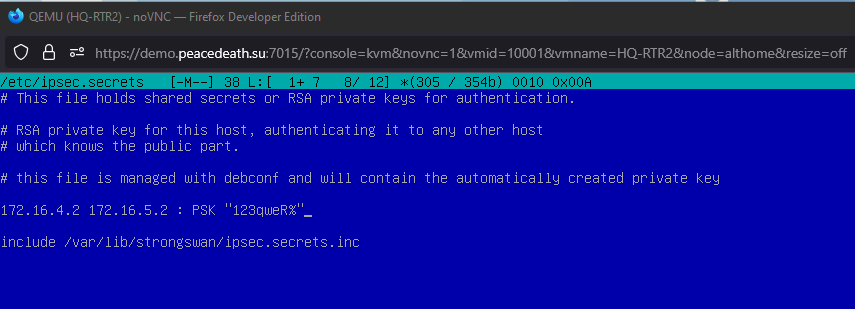 QEMU (HQ-RTR2) - noVNC — Firefox Developer Edition
https://demo.peacedeath.su:7015/?console=kvm&novnc=1&vmid=10001&vmname=HQ-RTR2&node=althome&resize=off
/etc/ipsec.secrets   [-M--] 38 L:[  1+ 7   8/ 12] *(305 / 354b) 0010 0x00A
# This file holds shared secrets or RSA private keys for authentication.
# RSA private key for this host, authenticating it to any other host
# which knows the public part.
# this file is managed with debconf and will contain the automatically created private key
172.16.4.2 172.16.5.2 : PSK "123qweR%"
include /var/lib/strongswan/ipsec.secrets.inc